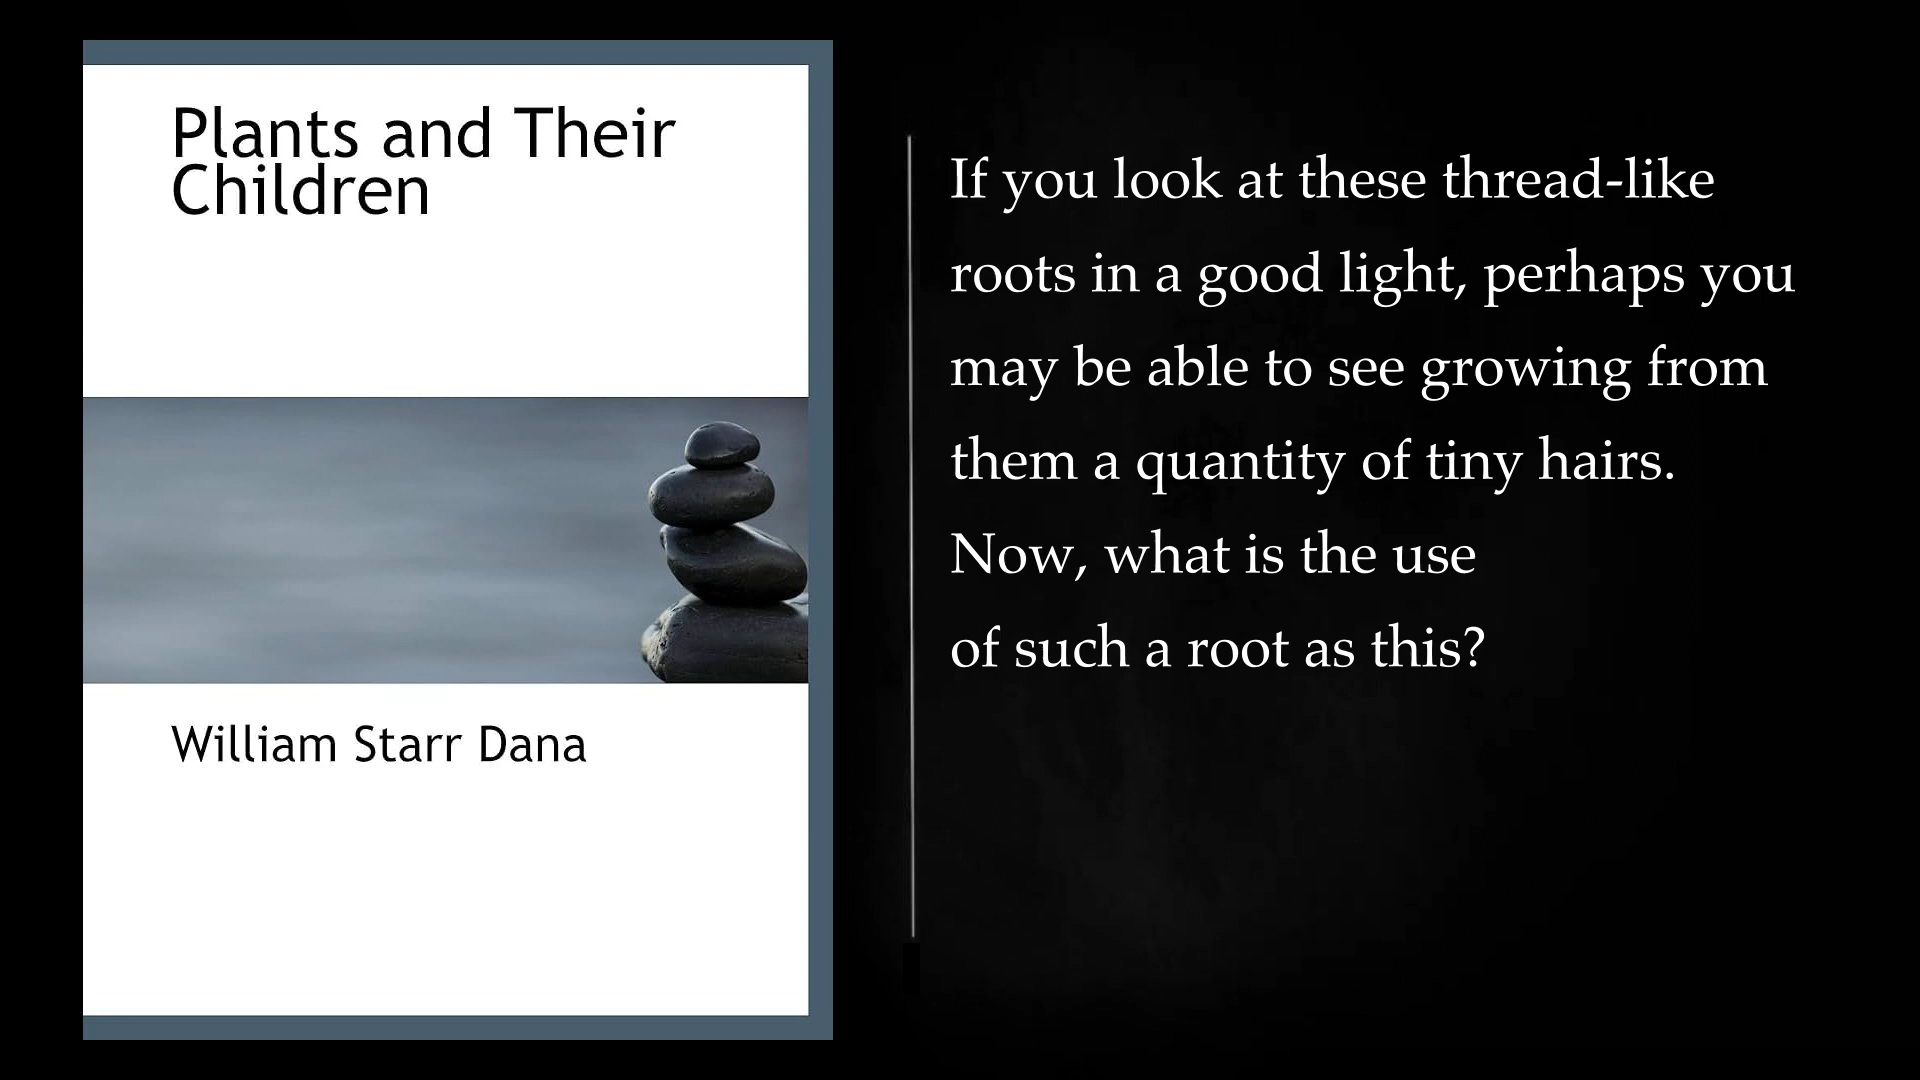 Plants and Their
Children
William Starr Dana
If you look at these thread-like
roots in a good light, perhaps you
may be able to see growing from
them a quantity of tiny hairs.
Now, what is the use
of such a root as this?